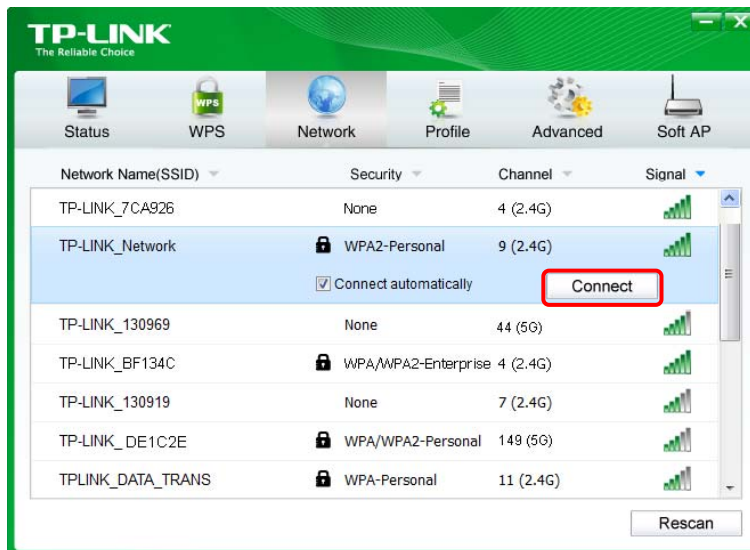 TP-LINK
The Reliable Choice
WPS
Status WPS Network Profile Advanced Soft AP
Network Name(SSID) Security Channel Signal
TP-LINK_7CA926 None 4 (2.4G)
TP-LINK_Network WPA2-Personal 9 (2.4G)
Connect automatically Connect
TP-LINK_130969 None 44 (5G)
TP-LINK_BF134C WPA/WPA2-Enterprise 4 (2.4G)
TP-LINK_130919 None 7 (2.4G)
TP-LINK_ DE1C2E WPA/WPA2-Personal 149 (5G)
TPLINK_DATA_TRANS WPA-Personal 11 (2.4G)
Rescan